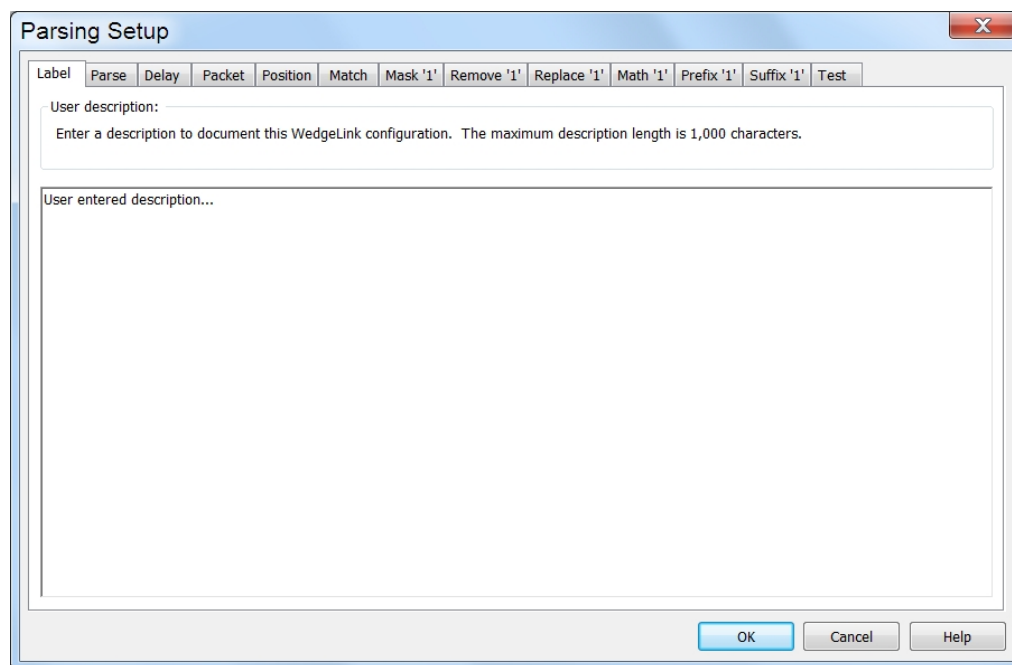 Parsing Setup
X
Label Parse Delay Packet Position Match Mask '1' Remove '1' Replace '1' Math '1' Prefix '1' Suffix '1' Test
User description:
Enter a description to document this WedgeLink configuration.  The maximum description length is 1,000 characters.
User entered description...
OK Cancel Help